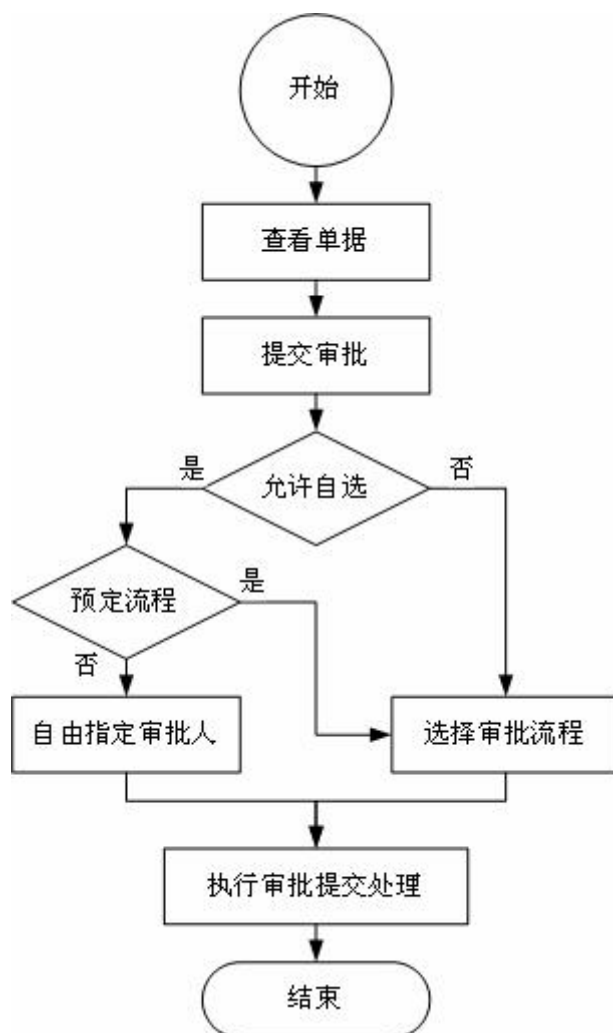 开始
查看单据
提交审批
是
否
允许自选
是
预定流程
否
自由指定审批人
选择审批流程
执行审批提交处理
结束